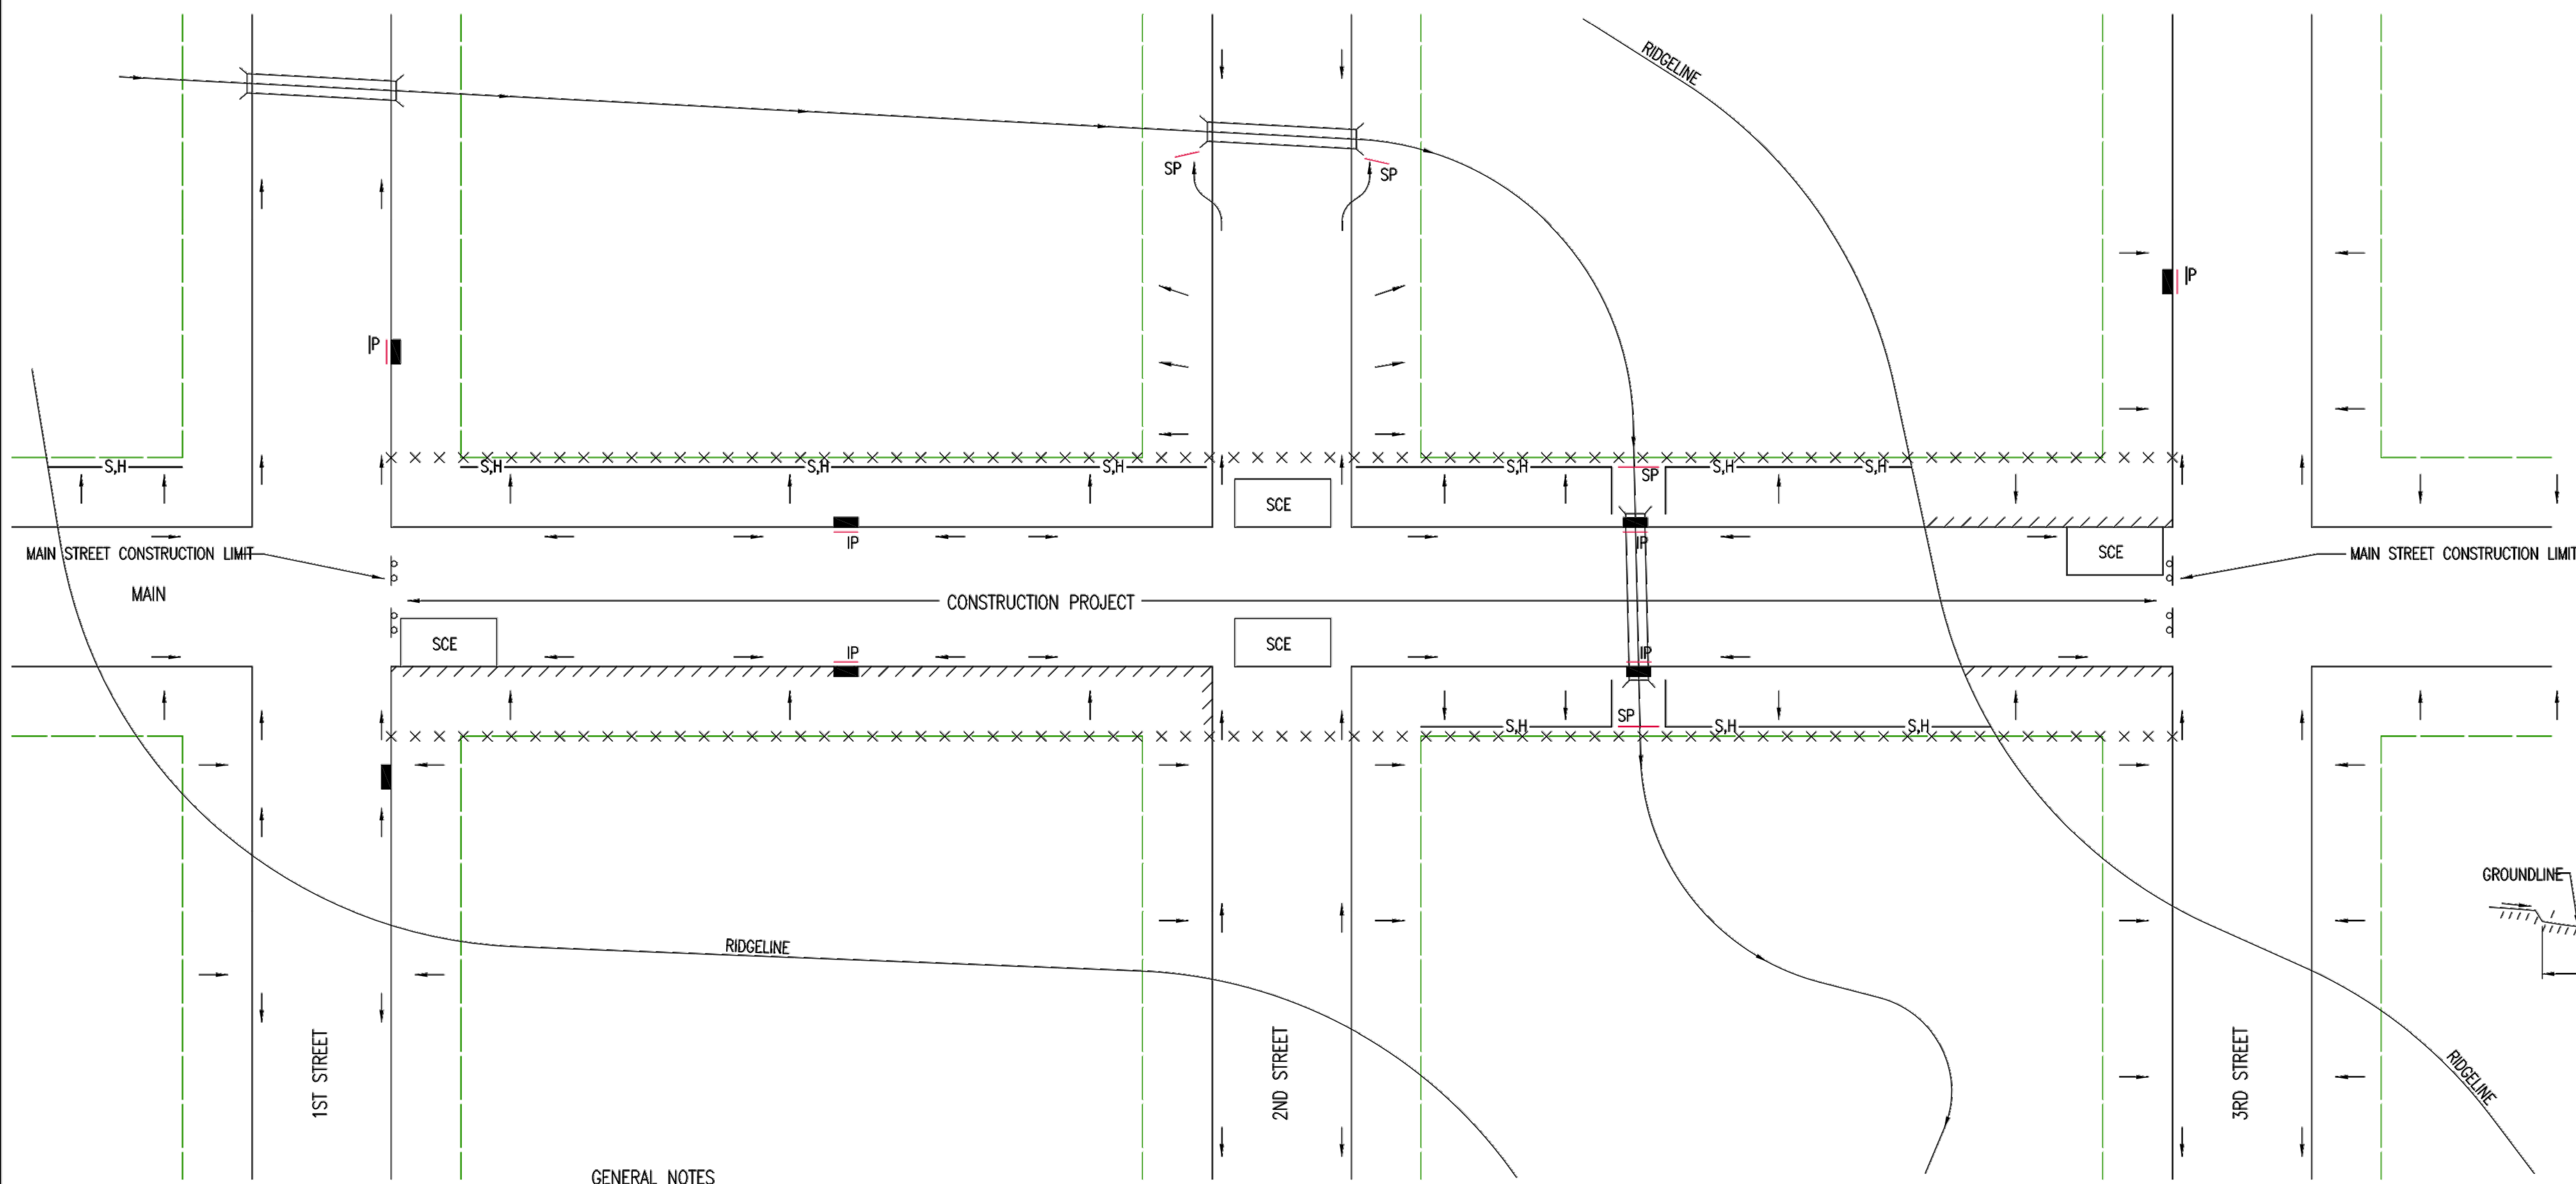 RIDGELINE
SP
SP
IP
IP
S,H
S,H
S,H
S,H
S,H
S,H
S,H
SP
SCE
IP
IP
SCE
MAIN STREET CONSTRUCTION LIMIT
MAIN STREET CONSTRUCTION LIMIT
MAIN
CONSTRUCTION PROJECT
SCE
SCE
IP
IP
SP
S,H
S,H
S,H
GROUNDLINE
RIDGELINE
1ST STREET
2ND STREET
3RD STREET
RIDGELINE
GENERAL NOTES